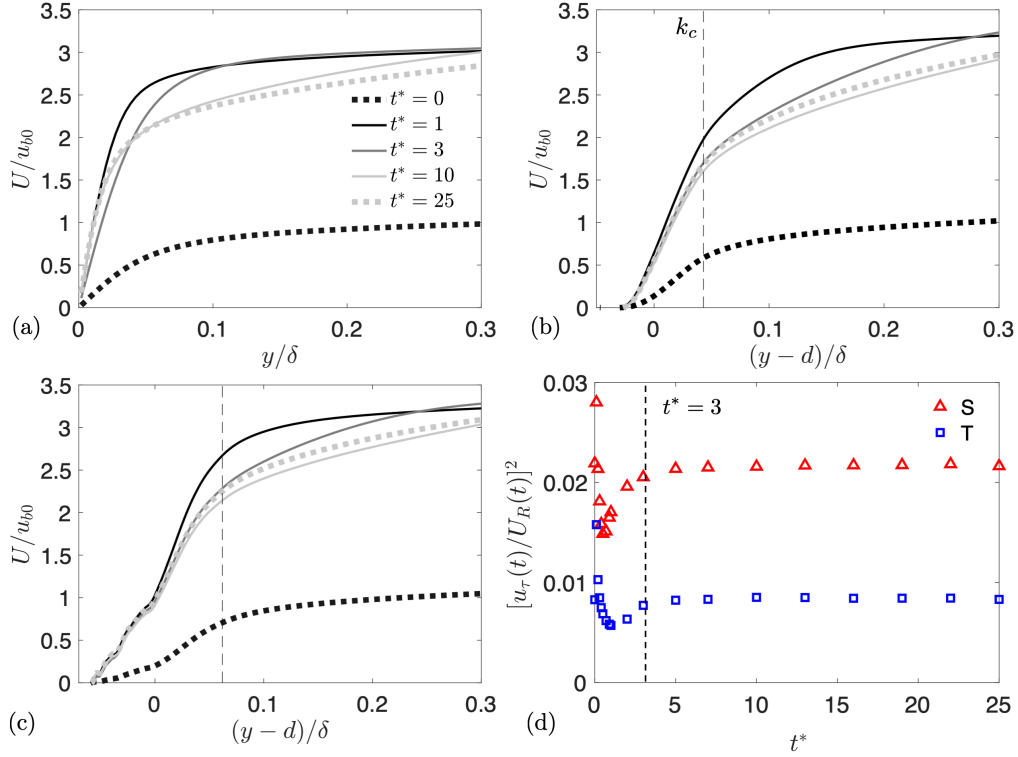 3.5
3
2.5
2
1.5
1
0.5
0
U/u_{b0}
t* = 0
t* = 1
t* = 3
t* = 10
t* = 25
0
0.1
0.2
0.3
(a)
y/δ
3.5
3
2.5
2
1.5
1
0.5
0
U/u_{b0}
k_c
0
0.1
0.2
0.3
(b)
(y − d)/δ
3.5
3
2.5
2
1.5
1
0.5
0
U/u_{b0}
0
0.1
0.2
0.3
(c)
(y − d)/δ
0.03
0.02
0.01
0
[u_τ(t)/U_R(t)]²
t* = 3
S
T
0
5
10
15
20
25
(d)
t*